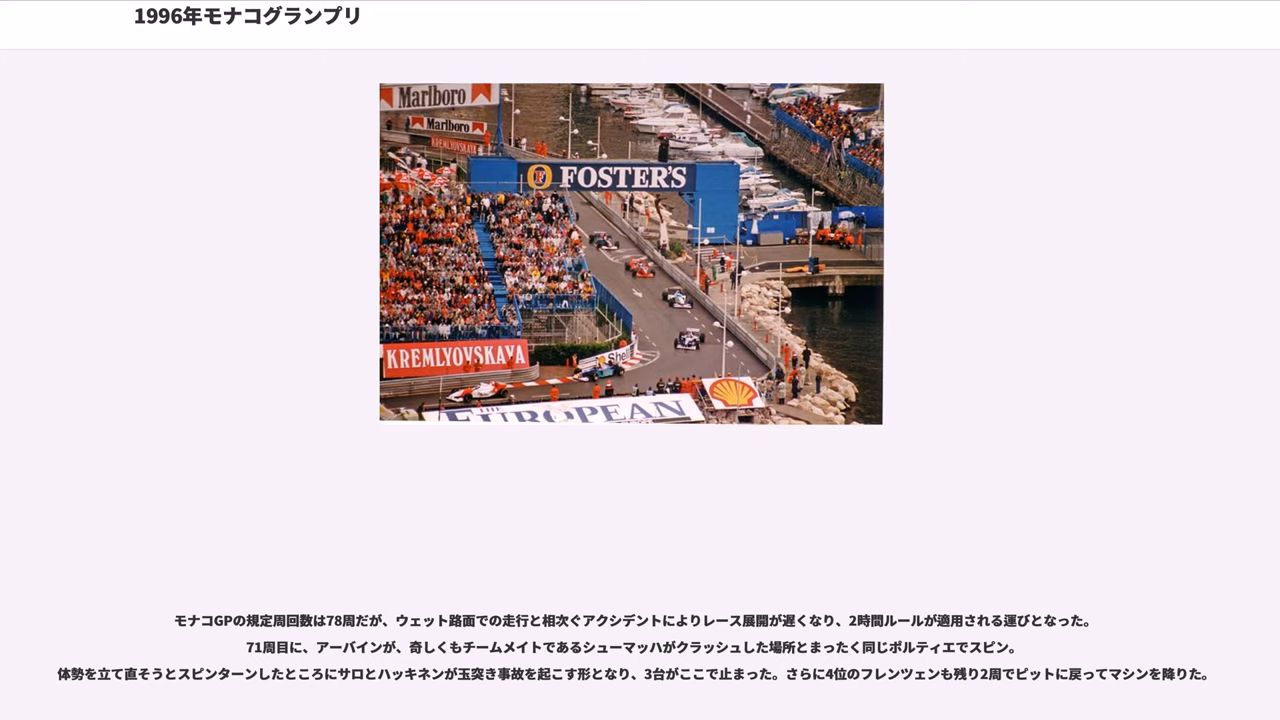 1996年モナコグランプリ
Marlboro
Marlboro
KREMLYOVSKAYA
FOSTER'S
KREMLYOVSKAYA
Shell
THE EUROPEAN
モナコGPの規定周回数は78周だが、ウェット路面での走行と相次ぐアクシデントによりレース展開が遅くなり、2時間ルールが適用される運びとなった。
71周目に、アーバインが、奇しくもチームメイトであるシューマッハがクラッシュした場所とまったく同じポルティエでスピン。
体勢を立て直そうとスピンターンしたところにサロとハッキネンが玉突き事故を起こす形となり、3台がここで止まった。さらに4位のフレンツェンも残り2周でピットに戻ってマシンを降りた。